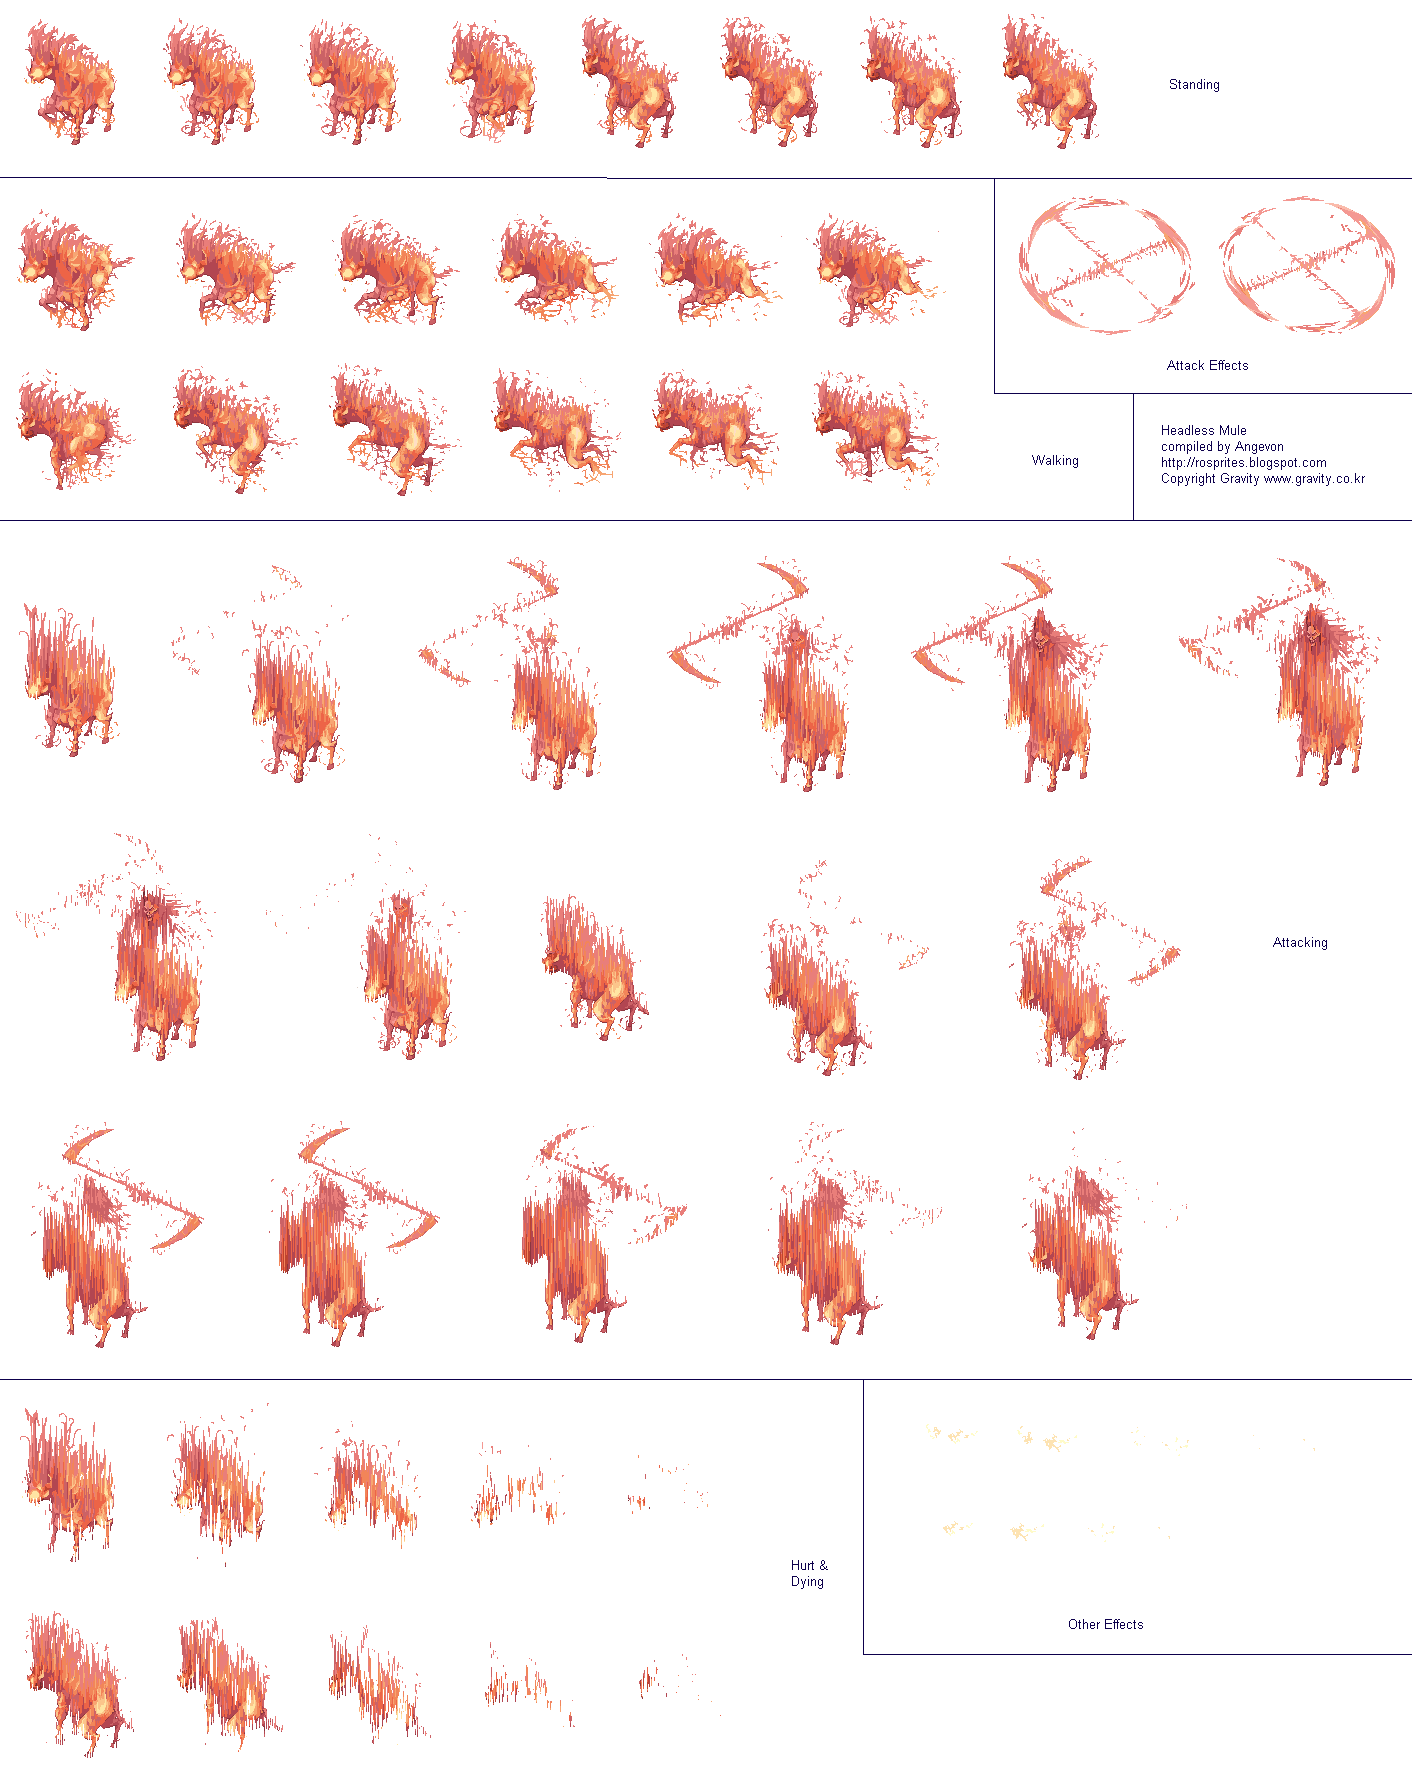 Standing
Attack Effects
Headless Mule
compiled by Angevon
http://rosprites.blogspot.com
Copyright Gravity www.gravity.co.kr
Walking
Attacking
Hurt &
Dying
Other Effects